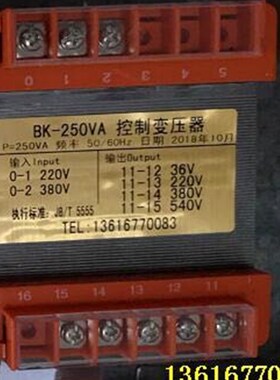 0 1 2 3 4 5
BK-250VA 控制变压器
P=250VA 频率 50/60Hz 日期 2018年10月
输入Input 输出Output
0-1 220V 11-12 36V
0-2 380V 11-13 220V
11-14 380V
11-15 540V
执行标准: JB/T 5555
TEL:13616770083
16 15 14 13 12 11
136167700